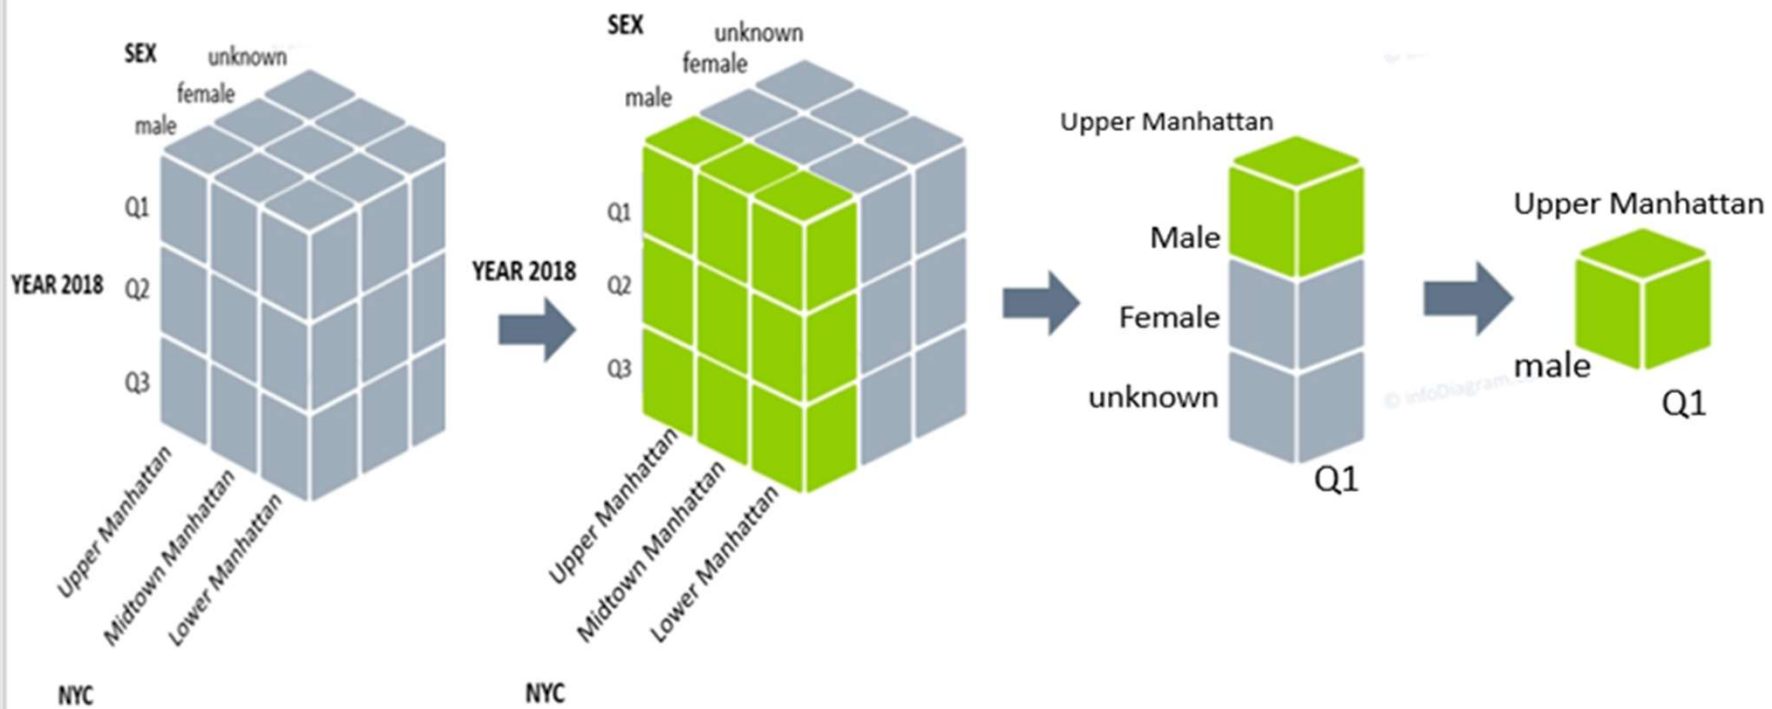 SEX
unknown
female
male
Q1
YEAR 2018 Q2
Q3
Upper Manhattan
Midtown Manhattan
Lower Manhattan
NYC
SEX
unknown
female
male
YEAR 2018
Q1
Q2
Q3
Upper Manhattan
Midtown Manhattan
Lower Manhattan
NYC
Upper Manhattan
Male
Female
unknown
Q1
Upper Manhattan
male
Q1
© infoDiagram.co